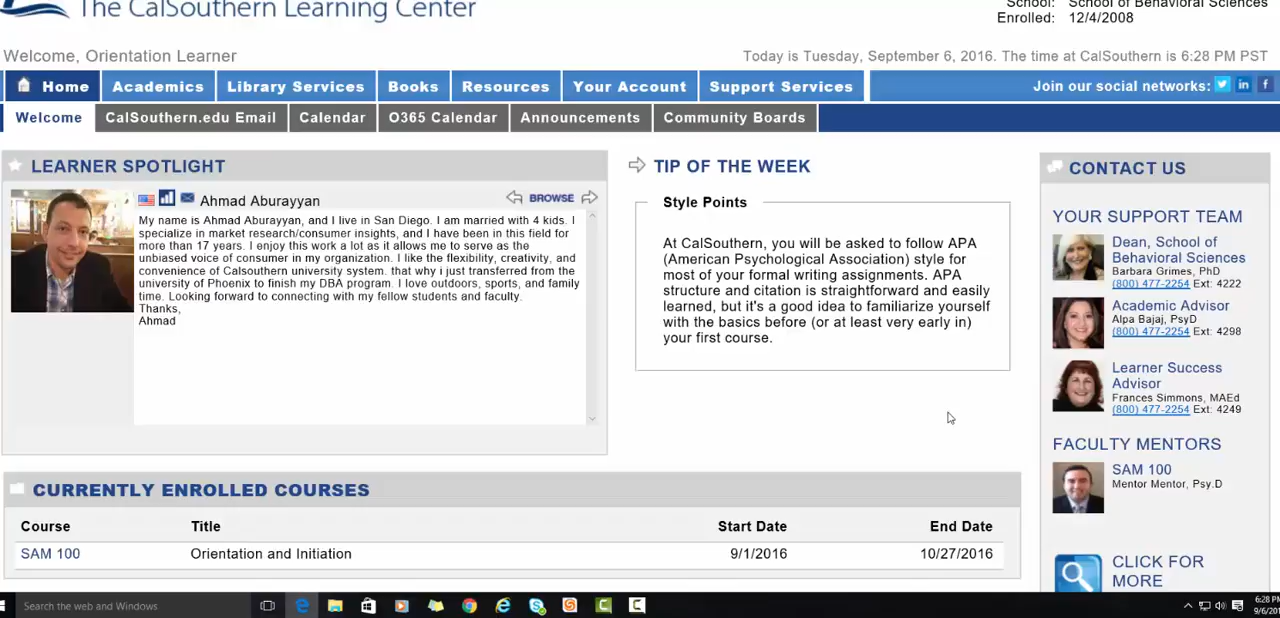 The CalSouthern Learning Center
School: School of Behavioral Sciences
Enrolled: 12/4/2008
Welcome, Orientation Learner
Today is Tuesday, September 6, 2016. The time at CalSouthern is 6:28 PM PST
Home Academics Library Services Books Resources Your Account Support Services Join our social networks:
Welcome CalSouthern.edu Email Calendar O365 Calendar Announcements Community Boards
LEARNER SPOTLIGHT
Ahmad Aburayyan
BROWSE
My name is Ahmad Aburayyan, and I live in San Diego. I am married with 4 kids. I
specialize in market research/consumer insights, and I have been in this field for
more than 17 years. I enjoy this work a lot as it allows me to serve as the
unbiased voice of consumer in my organization. I like the flexibility, creativity, and
convenience of Calsouthern university system. that why i just transferred from the
university of Phoenix to finish my DBA program. I love outdoors, sports, and family
time. Looking forward to connecting with my fellow students and faculty.
Thanks,
Ahmad
TIP OF THE WEEK
Style Points
At CalSouthern, you will be asked to follow APA
(American Psychological Association) style for
most of your formal writing assignments. APA
structure and citation is straightforward and easily
learned, but it's a good idea to familiarize yourself
with the basics before (or at least very early in)
your first course.
CONTACT US
YOUR SUPPORT TEAM
Dean, School of
Behavioral Sciences
Barbara Grimes, PhD
(800) 477-2254 Ext: 4222
Academic Advisor
Alpa Bajaj, PsyD
(800) 477-2254 Ext: 4298
Learner Success
Advisor
Frances Simmons, MAEd
(800) 477-2254 Ext: 4249
FACULTY MENTORS
SAM 100
Mentor Mentor, Psy.D
CLICK FOR
MORE
CURRENTLY ENROLLED COURSES
Course Title Start Date End Date
SAM 100 Orientation and Initiation 9/1/2016 10/27/2016
Search the web and Windows
6:28 PM
9/6/201